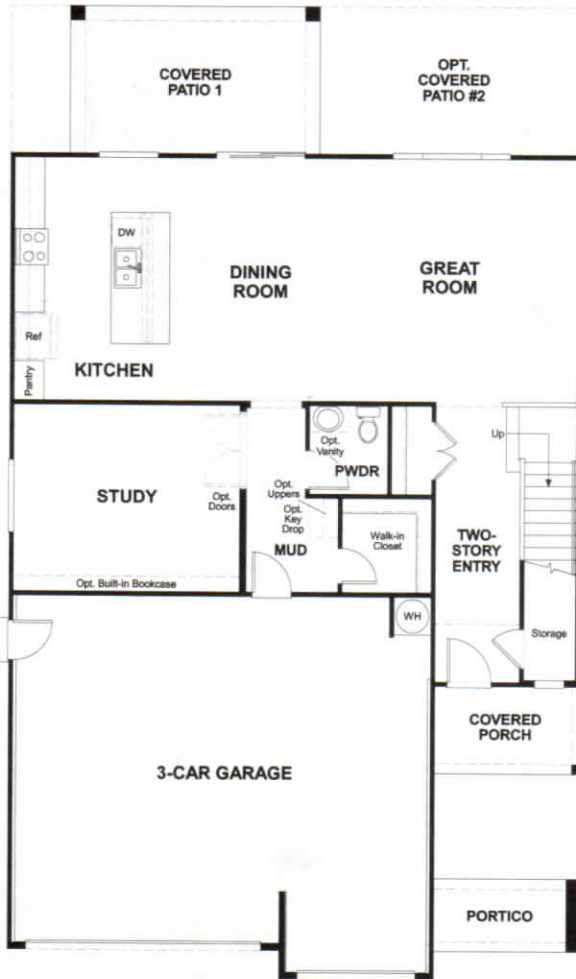 COVERED
PATIO 1
OPT.
COVERED
PATIO #2
DW
DINING
ROOM
GREAT
ROOM
Ref
Pantry
KITCHEN
STUDY
Opt.
Doors
Opt. Built-in Bookcase
Opt.
Vanity
PWDR
Opt.
Uppers
Opt.
Key
Drop
MUD
Walk-in
Closet
Up
TWO-
STORY
ENTRY
WH
Storage
COVERED
PORCH
3-CAR GARAGE
PORTICO